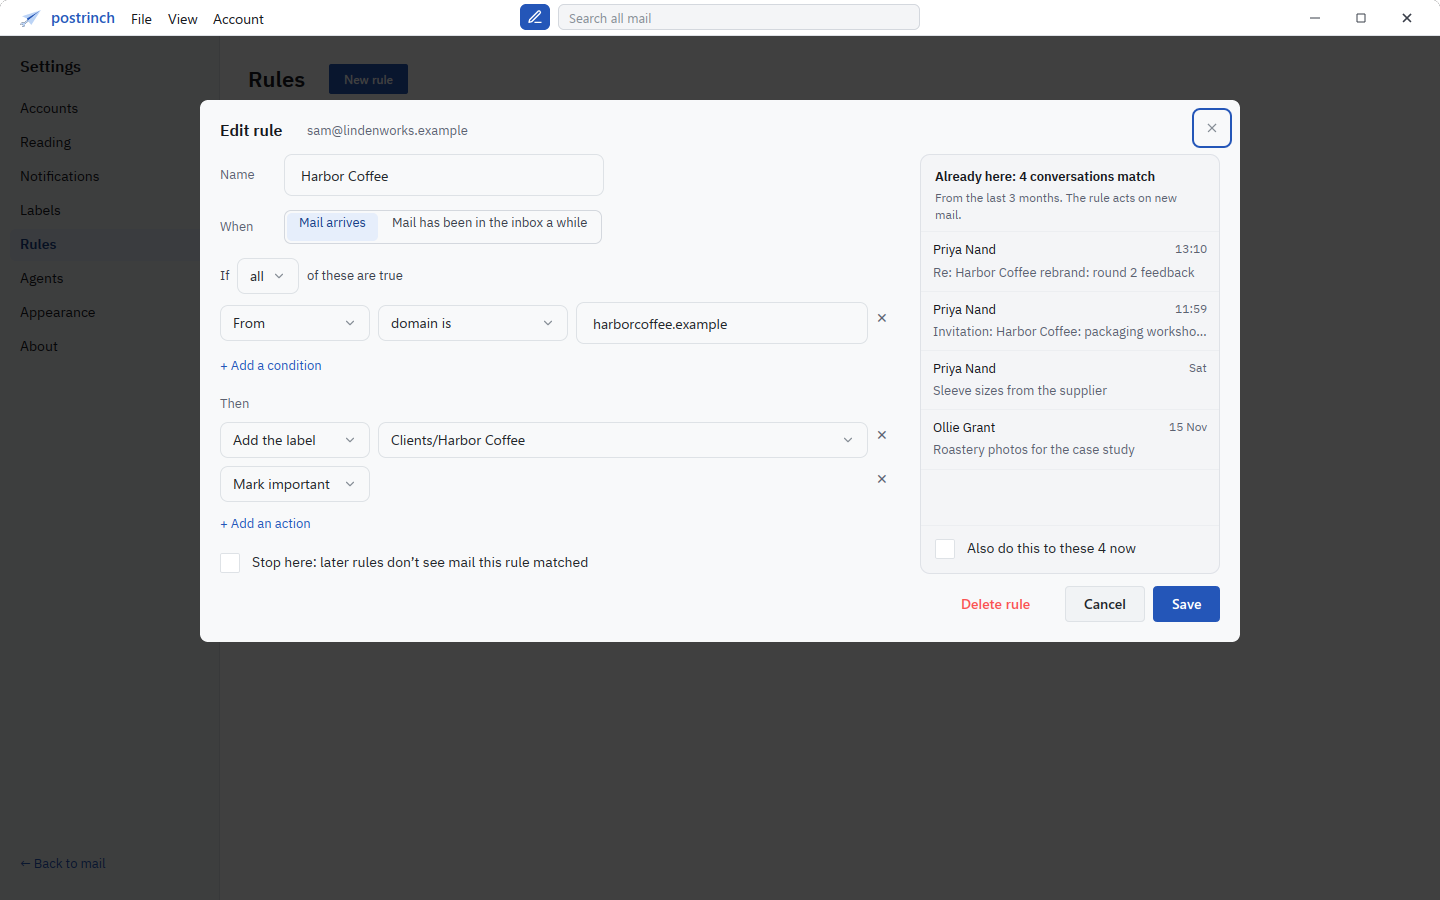 postrinch File View Account
Search all mail
Settings
Accounts
Reading
Notifications
Labels
Rules
Agents
Appearance
About
← Back to mail
Rules
New rule
Edit rule sam@lindenworks.example
Name Harbor Coffee
When Mail arrives Mail has been in the inbox a while
If all of these are true
From domain is harborcoffee.example
+ Add a condition
Then
Add the label Clients/Harbor Coffee
Mark important
+ Add an action
Stop here: later rules don’t see mail this rule matched
Already here: 4 conversations match
From the last 3 months. The rule acts on new
mail.
Priya Nand 13:10
Re: Harbor Coffee rebrand: round 2 feedback
Priya Nand 11:59
Invitation: Harbor Coffee: packaging worksho...
Priya Nand Sat
Sleeve sizes from the supplier
Ollie Grant 15 Nov
Roastery photos for the case study
Also do this to these 4 now
Delete rule Cancel Save